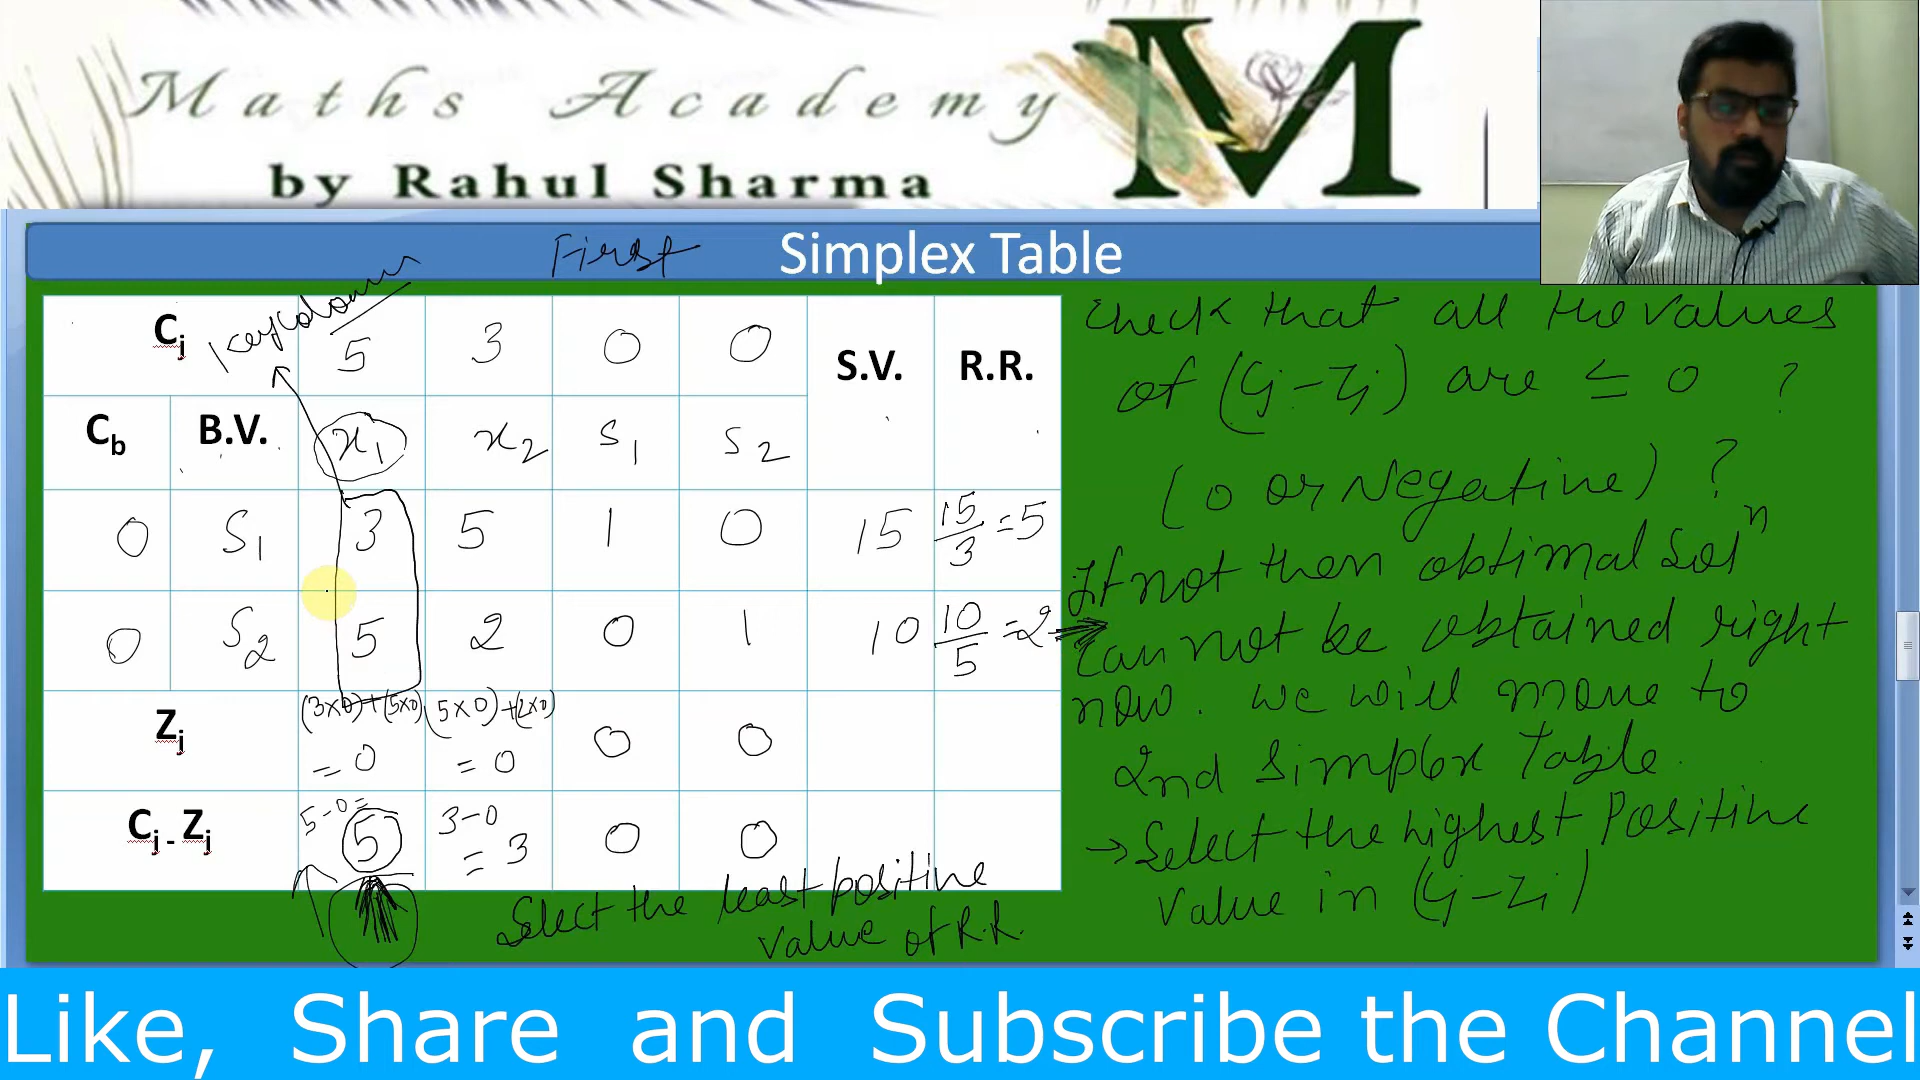 Maths Academy
by Rahul Sharma
M
First Simplex Table
Cj 5 3 0 0 S.V. R.R.
Cb B.V. x1 x2 S1 S2
0 S1 3 5 1 0 15 15/3 =5
0 S2 5 2 0 1 10 10/5 =2
Zj (3×0)+(5×0) =0 (5×0)+(2×0) =0 0 0
Cj - Zj 5-0= 5 3-0 =3 0 0
Select the least positive
value of R.R.
Check that all the values
of (Cj-Zj) are ≤ 0 ?
(0 or Negative) ?
If not then optimal Solⁿ
can not be obtained right
now. we will move to
2nd Simplex Table.
→ Select the highest Positive
Value in (Cj-Zj)
Like, Share and Subscribe the Channel